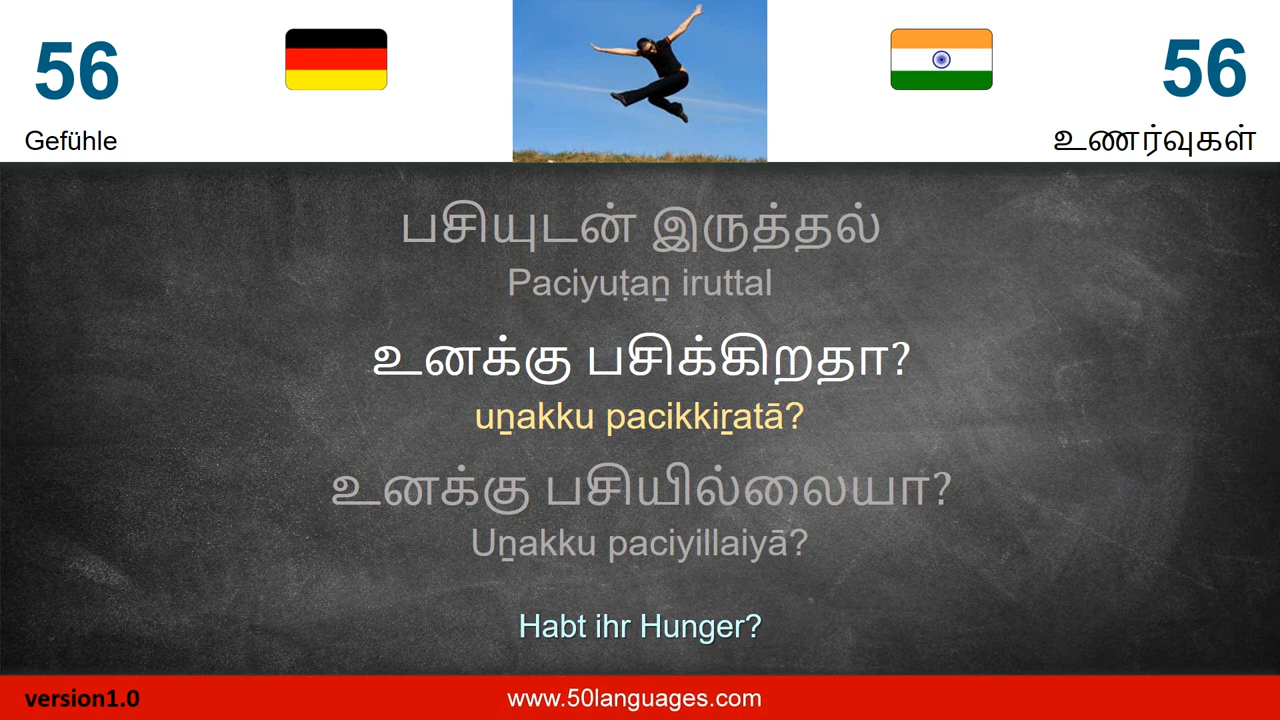 56
56
Gefühle
உணர்வுகள்
பசியுடன் இருத்தல்
Paciyuṭaṉ iruttal
உனக்கு பசிக்கிறதா?
uṉakku pacikkiṟatā?
உனக்கு பசியில்லையா?
Uṉakku paciyillaiyā?
Habt ihr Hunger?
version1.0
www.50languages.com